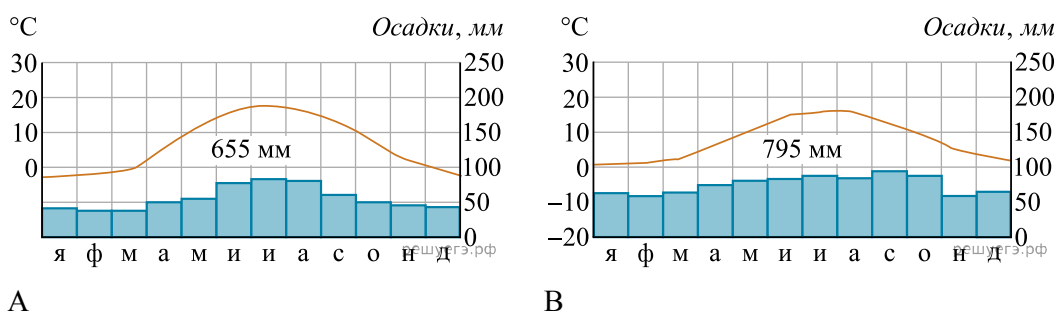 °C Осадки, мм
30 250
20 200
10 150
0 100
50
0
655 мм
я ф м а м и и а с о н д
решуегэ.рф
А
°C Осадки, мм
30 250
20 200
10 150
0 100
−10 50
−20 0
795 мм
я ф м а м и и а с о н д
решуегэ.рф
В